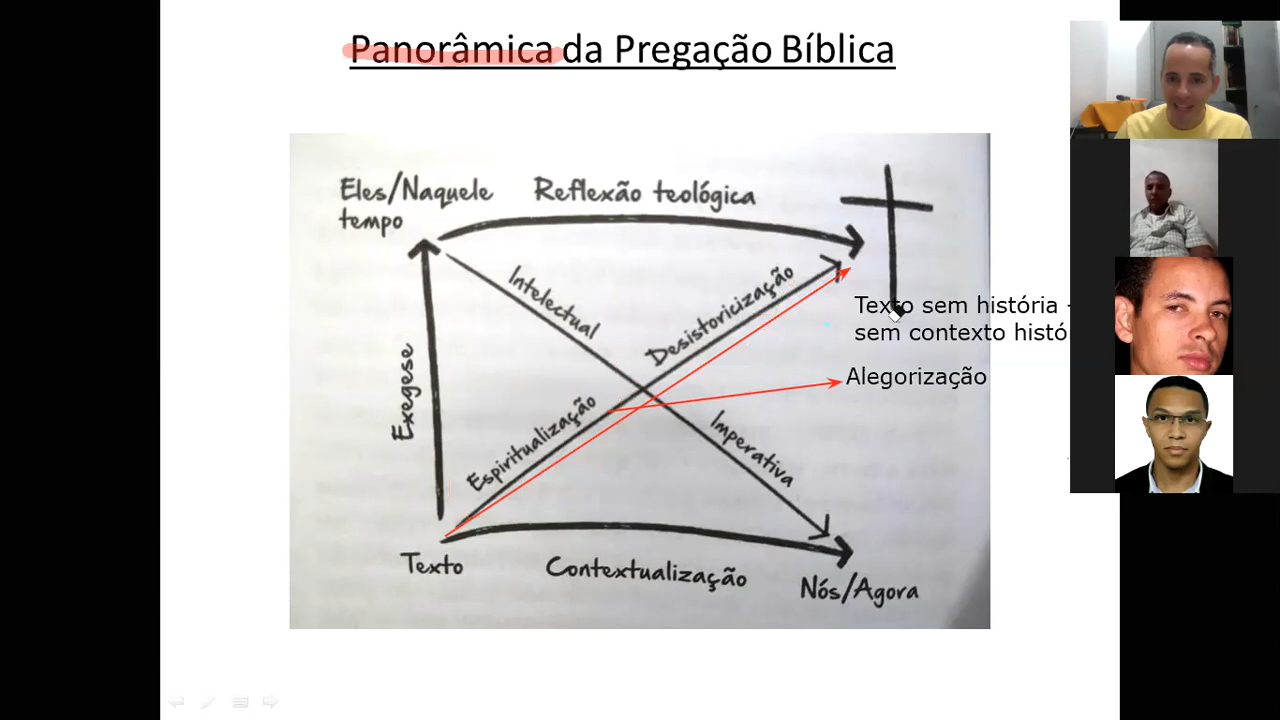 Panorâmica da Pregação Bíblica
Eles/Naquele
tempo
Reflexão teológica
Intelectual
Desistoricização
Texto sem história -
sem contexto histó
Alegorização
Exegese
Espiritualização
Imperativa
Texto
Contextualização
Nós/Agora